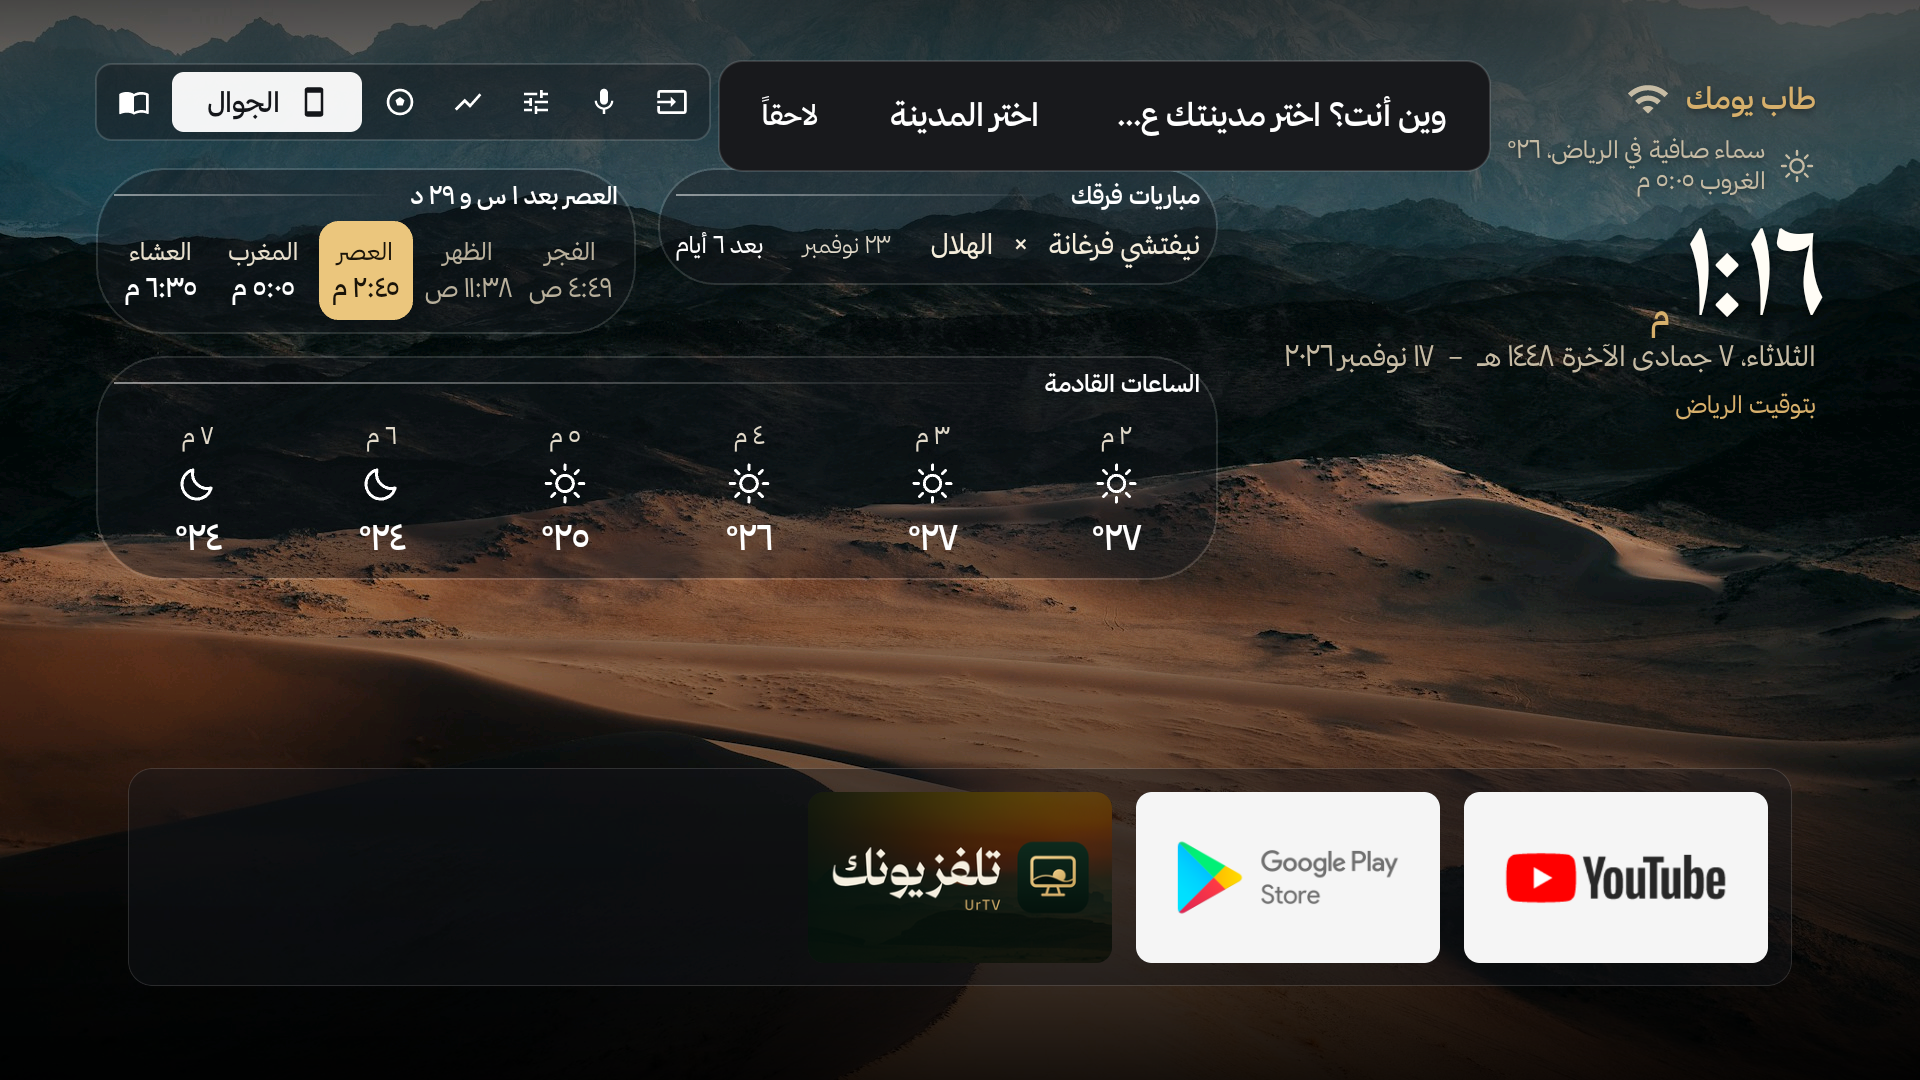 طاب يومك
سماء صافية في الرياض، ٢٦°
الغروب ٥:٠٥ م
١:١٦ م
الثلاثاء، ٧ جمادى الآخرة ١٤٤٨ هـ – ١٧ نوفمبر ٢٠٢٦
بتوقيت الرياض
وين أنت؟ اختر مدينتك ع...
اختر المدينة
لاحقاً
الجوال
مباريات فرقك
نيفتشي فرغانة × الهلال ٢٣ نوفمبر بعد ٦ أيام
العصر بعد ١ س و ٢٩ د
الفجر الظهر العصر المغرب العشاء
٤:٤٩ ص ١١:٣٨ ص ٢:٤٥ م ٥:٠٥ م ٦:٣٥ م
الساعات القادمة
٢ م ٣ م ٤ م ٥ م ٦ م ٧ م
٢٧° ٢٧° ٢٦° ٢٥° ٢٤° ٢٤°
YouTube
Google Play
Store
تلفزيونك
UrTV